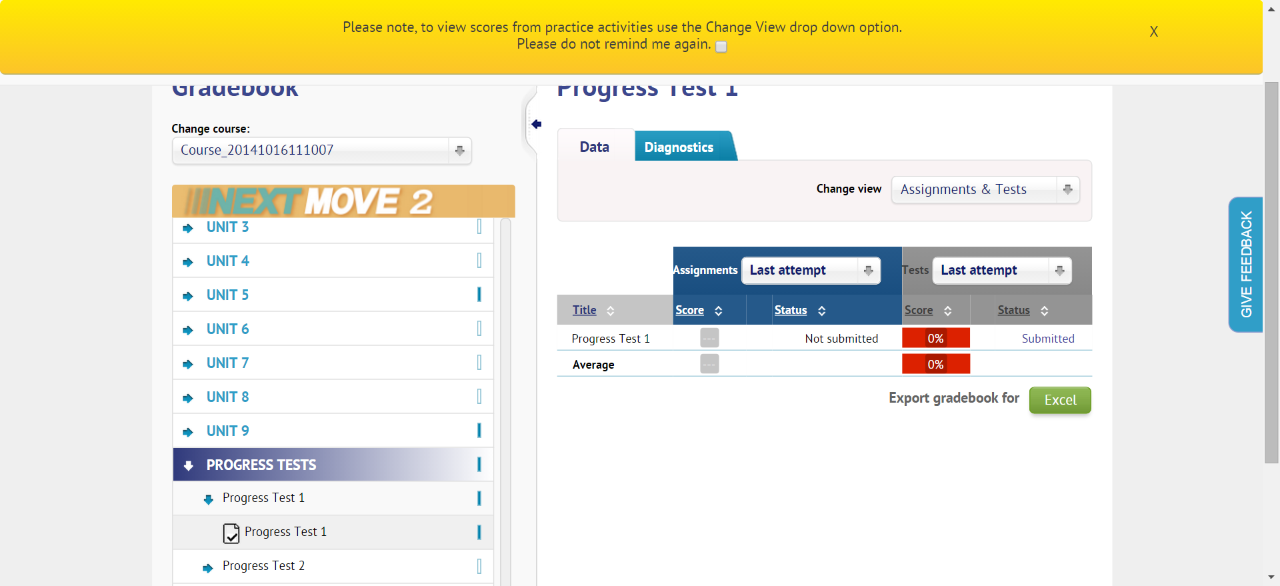 Please note, to view scores from practice activities use the Change View drop down option.
Please do not remind me again.
X
Gradebook
Change course:
Course_20141016111007
NEXT MOVE 2
UNIT 3
UNIT 4
UNIT 5
UNIT 6
UNIT 7
UNIT 8
UNIT 9
PROGRESS TESTS
Progress Test 1
Progress Test 1
Progress Test 2
Progress Test 1
Data
Diagnostics
Change view
Assignments & Tests
Assignments
Last attempt
Tests
Last attempt
Title
Score
Status
Score
Status
Progress Test 1
---
Not submitted
0%
Submitted
Average
---
0%
Export gradebook for
Excel
GIVE FEEDBACK